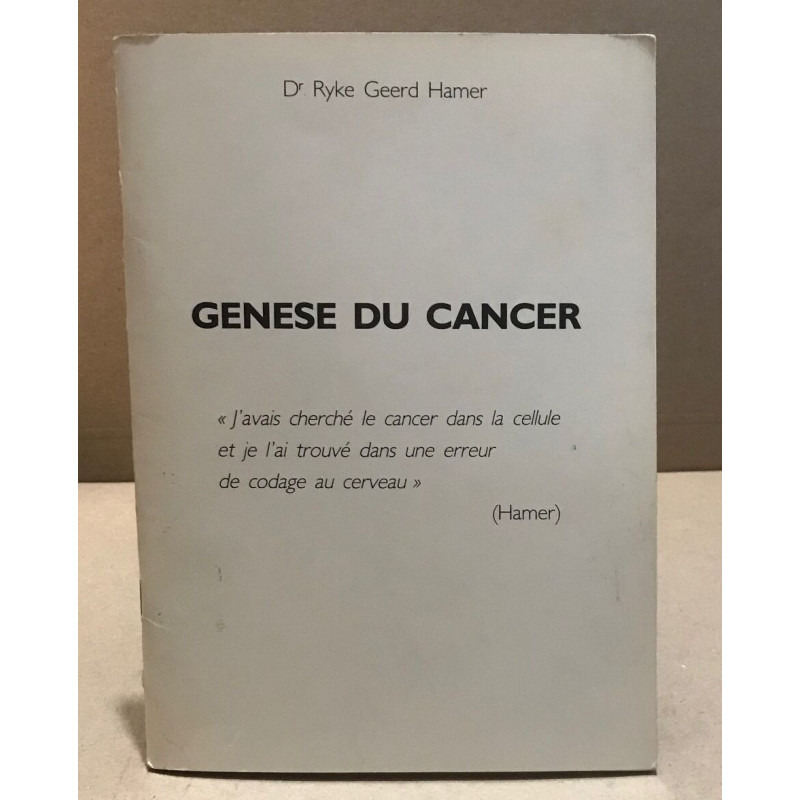 Dr Ryke Geerd Hamer
GENESE DU CANCER
« J'avais cherché le cancer dans la cellule
et je l'ai trouvé dans une erreur
de codage au cerveau »
(Hamer)